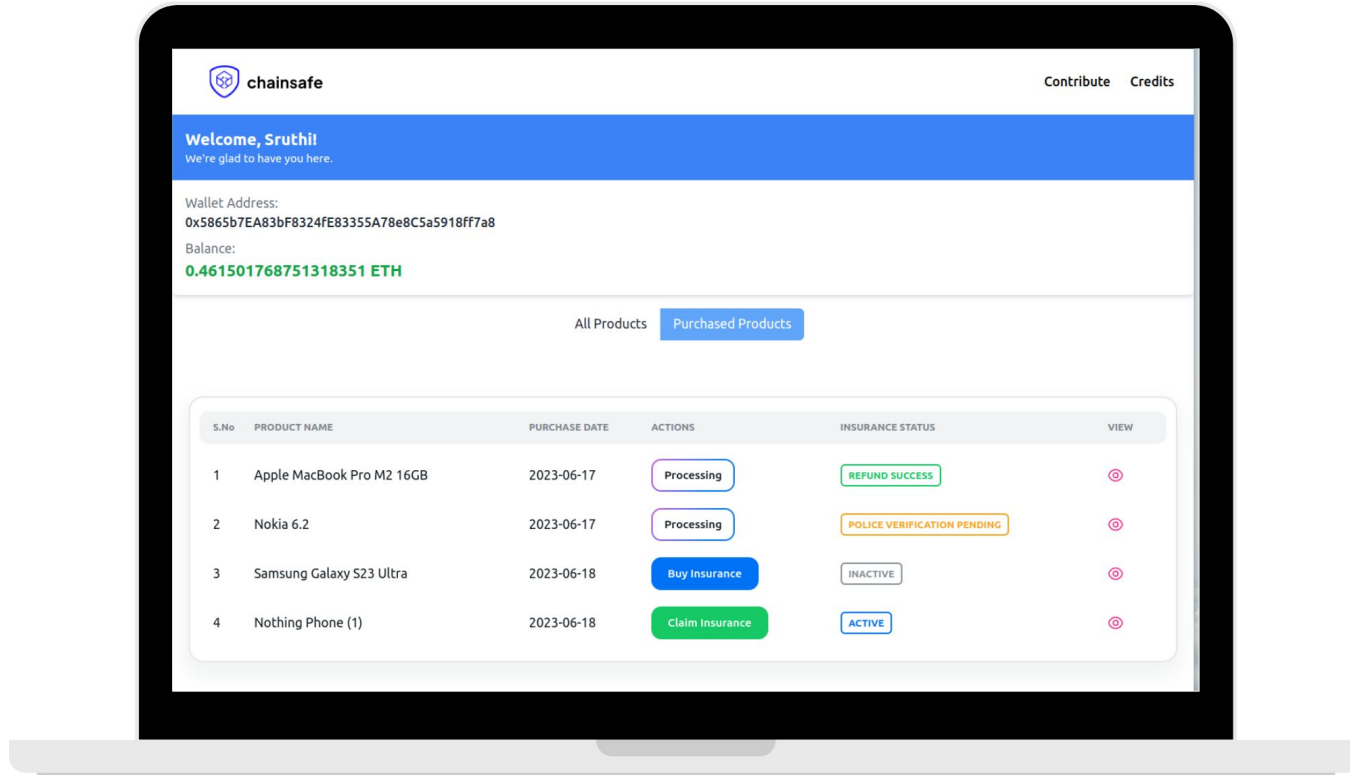 chainsafe
Contribute Credits
Welcome, Sruthi!
We're glad to have you here.
Wallet Address:
0x5865b7EA83bF8324fE83355A78e8C5a5918ff7a8
Balance:
0.461501768751318351 ETH
All Products Purchased Products
S.No PRODUCT NAME PURCHASE DATE ACTIONS INSURANCE STATUS VIEW
1 Apple MacBook Pro M2 16GB 2023-06-17 Processing REFUND SUCCESS
2 Nokia 6.2 2023-06-17 Processing POLICE VERIFICATION PENDING
3 Samsung Galaxy S23 Ultra 2023-06-18 Buy Insurance INACTIVE
4 Nothing Phone (1) 2023-06-18 Claim Insurance ACTIVE